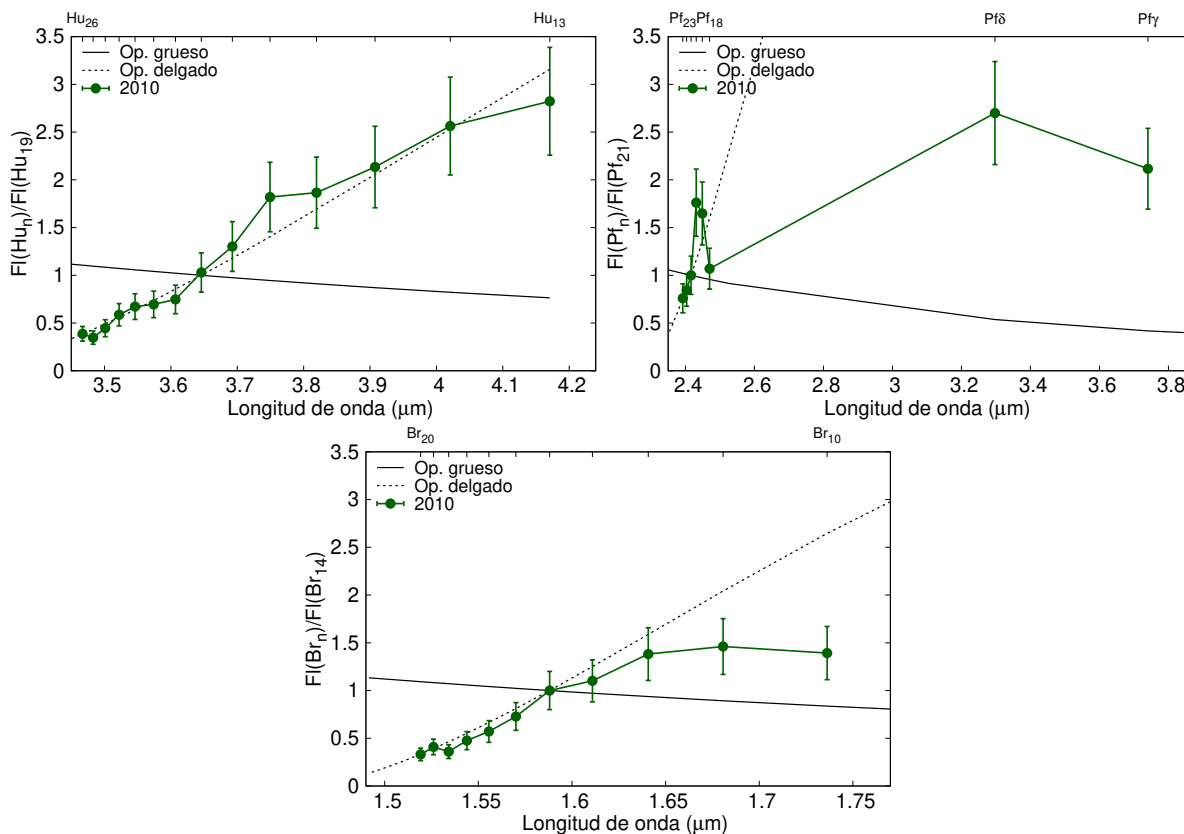 Hu26 Hu13
Op. grueso
Op. delgado
2010
Fl(Hun)/Fl(Hu19)
3.5
3
2.5
2
1.5
1
0.5
0
3.5 3.6 3.7 3.8 3.9 4 4.1 4.2
Longitud de onda (μm)
Pf23Pf18 Pfδ Pfγ
Op. grueso
Op. delgado
2010
Fl(Pfn)/Fl(Pf21)
3.5
3
2.5
2
1.5
1
0.5
0
2.4 2.6 2.8 3 3.2 3.4 3.6 3.8
Longitud de onda (μm)
Br20 Br10
Op. grueso
Op. delgado
2010
Fl(Brn)/Fl(Br14)
3.5
3
2.5
2
1.5
1
0.5
0
1.5 1.55 1.6 1.65 1.7 1.75
Longitud de onda (μm)